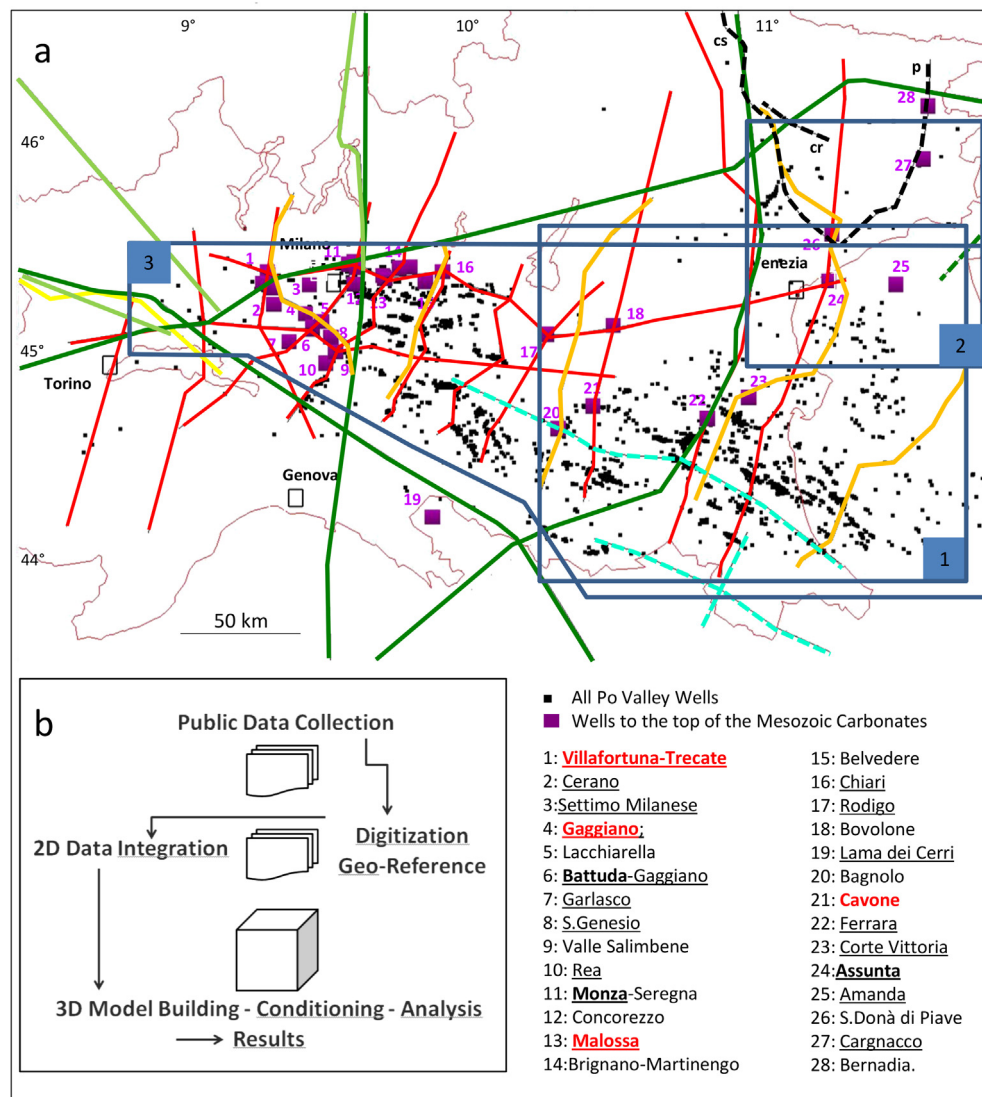 9°
10°
11°
a
cs
p
28
46°
cr
27
26
Milano
11
14
enezia
3
1
16
25
3
13
24
2
4
5
18
8
7
6
17
2
45°
9
10
Torino
21
23
22
20
Genova
19
44°
1
50 km
b
Public Data Collection
2D Data Integration
Digitization
Geo-Reference
3D Model Building - Conditioning - Analysis
Results
All Po Valley Wells
Wells to the top of the Mesozoic Carbonates
1: Villafortuna-Trecate
2: Cerano
3:Settimo Milanese
4: Gaggiano;
5: Lacchiarella
6: Battuda-Gaggiano
7: Garlasco
8: S.Genesio
9: Valle Salimbene
10: Rea
11: Monza-Seregna
12: Concorezzo
13: Malossa
14:Brignano-Martinengo
15: Belvedere
16: Chiari
17: Rodigo
18: Bovolone
19: Lama dei Cerri
20: Bagnolo
21: Cavone
22: Ferrara
23: Corte Vittoria
24:Assunta
25: Amanda
26: S.Donà di Piave
27: Cargnacco
28: Bernadia.